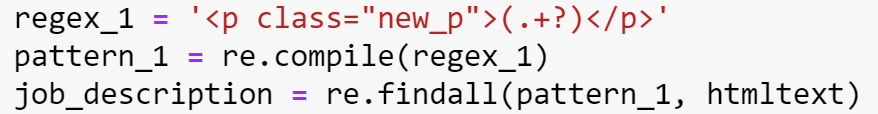 regex_1 = '<p class="new_p">(.+?)</p>'
pattern_1 = re.compile(regex_1)
job_description = re.findall(pattern_1, htmltext)